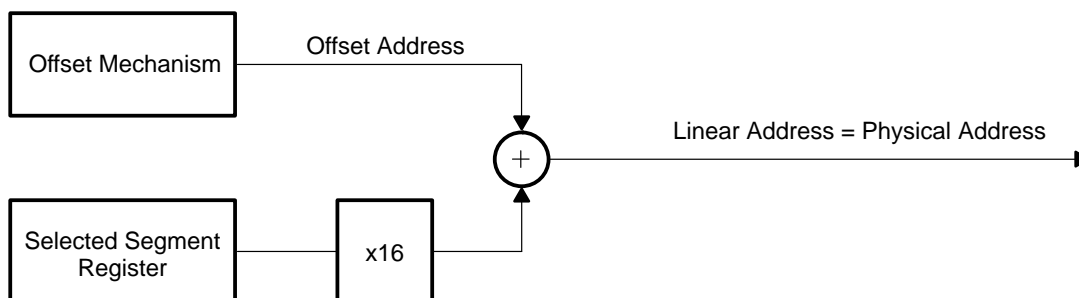 Offset Mechanism
Offset Address
+
Linear Address = Physical Address
Selected Segment
Register
x16